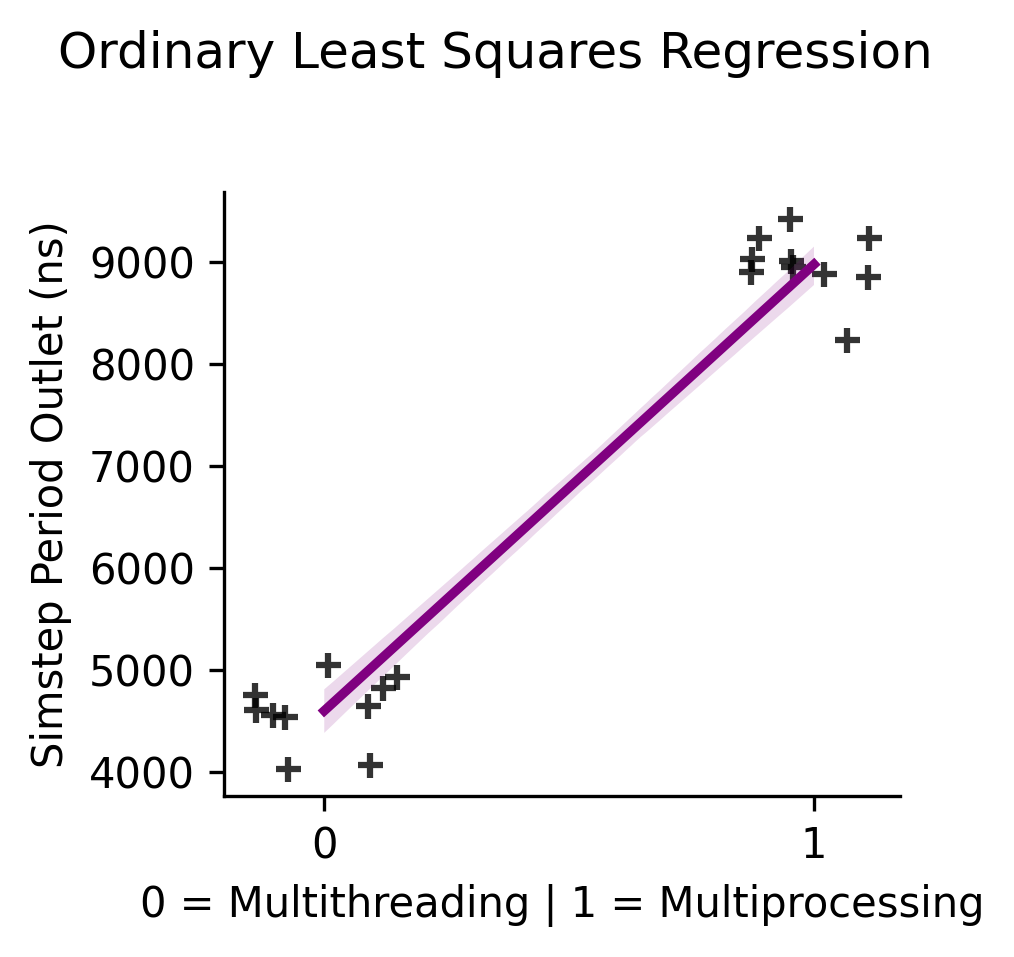 Ordinary Least Squares Regression
Simstep Period Outlet (ns)
9000
8000
7000
6000
5000
4000
0 1
0 = Multithreading | 1 = Multiprocessing